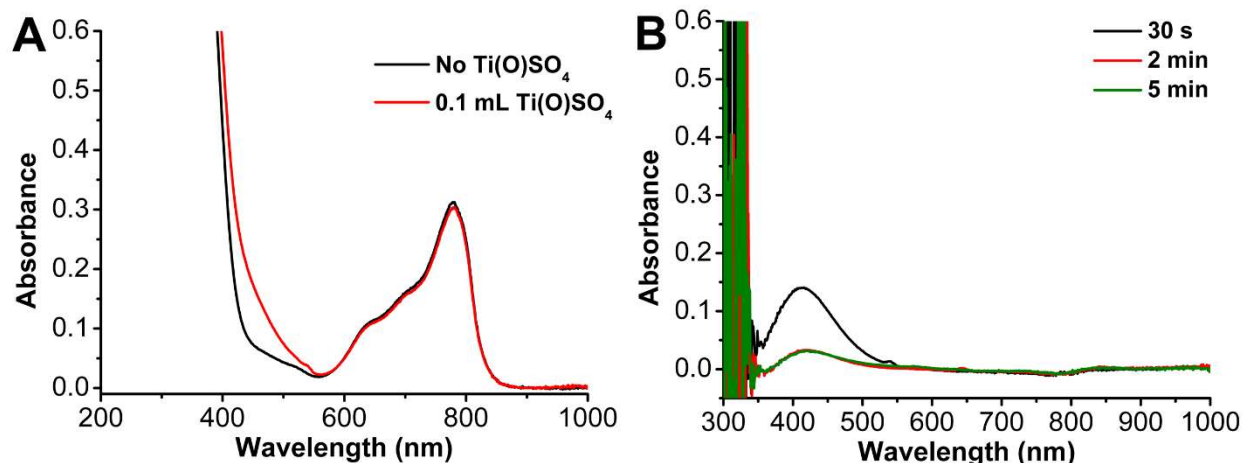 A
No Ti(O)SO₄
0.1 mL Ti(O)SO₄
Absorbance
0.6
0.5
0.4
0.3
0.2
0.1
0.0
200 400 600 800 1000
Wavelength (nm)
B
30 s
2 min
5 min
Absorbance
0.6
0.5
0.4
0.3
0.2
0.1
0.0
300 400 500 600 700 800 900 1000
Wavelength (nm)